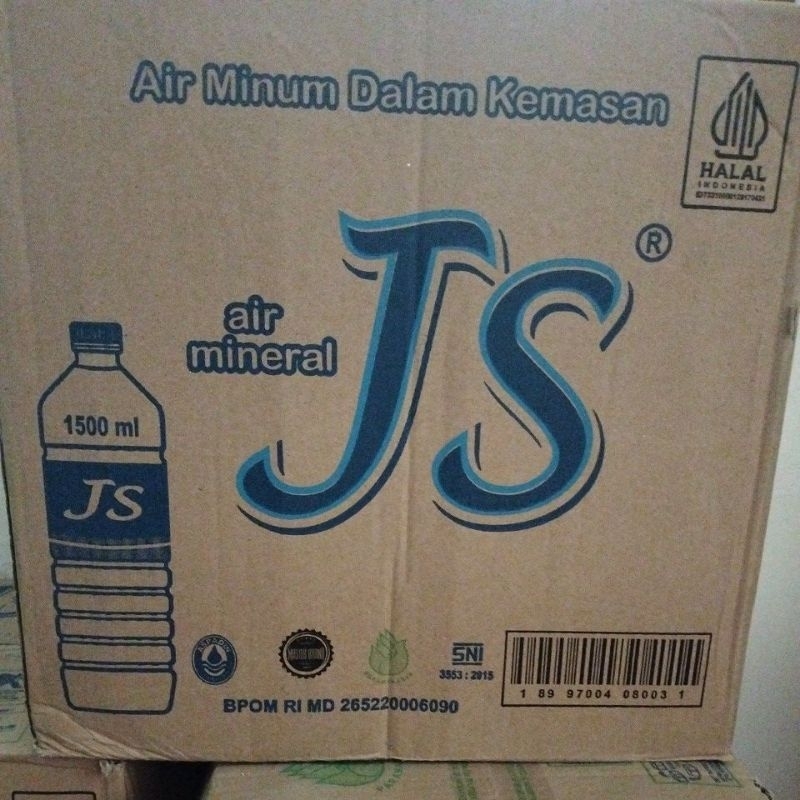 Air Minum Dalam Kemasan
HALAL
INDONESIA
®
air
mineral
JS
1500 ml
JS
ASPADIN
SNI
3553 : 2015
BPOM RI MD 265220006090
1 89 97004 08003 1